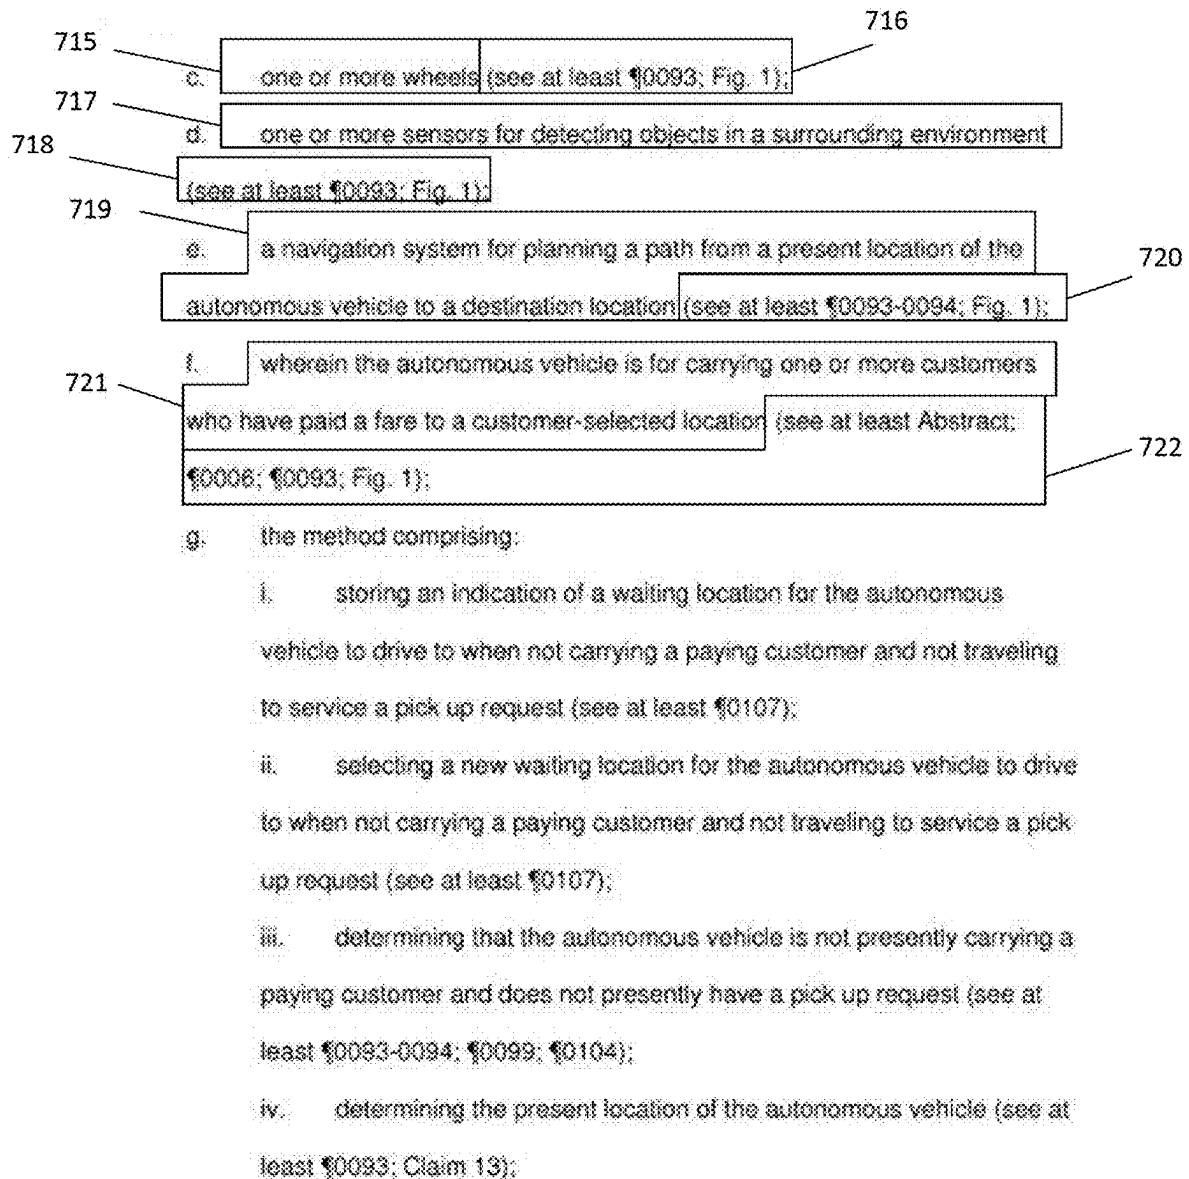 715
716
c. one or more wheels (see at least ¶0093; Fig. 1);
717
d. one or more sensors for detecting objects in a surrounding environment
718
(see at least ¶0093; Fig. 1);
719
e. a navigation system for planning a path from a present location of the
720
autonomous vehicle to a destination location (see at least ¶0093-0094; Fig. 1);
f. wherein the autonomous vehicle is for carrying one or more customers
721
who have paid a fare to a customer-selected location (see at least Abstract;
722
¶0006; ¶0093; Fig. 1);
g. the method comprising:
i. storing an indication of a waiting location for the autonomous
vehicle to drive to when not carrying a paying customer and not traveling
to service a pick up request (see at least ¶0107);
ii. selecting a new waiting location for the autonomous vehicle to drive
to when not carrying a paying customer and not traveling to service a pick
up request (see at least ¶0107);
iii. determining that the autonomous vehicle is not presently carrying a
paying customer and does not presently have a pick up request (see at
least ¶0093-0094; ¶0099; ¶0104);
iv. determining the present location of the autonomous vehicle (see at
least ¶0093; Claim 13);